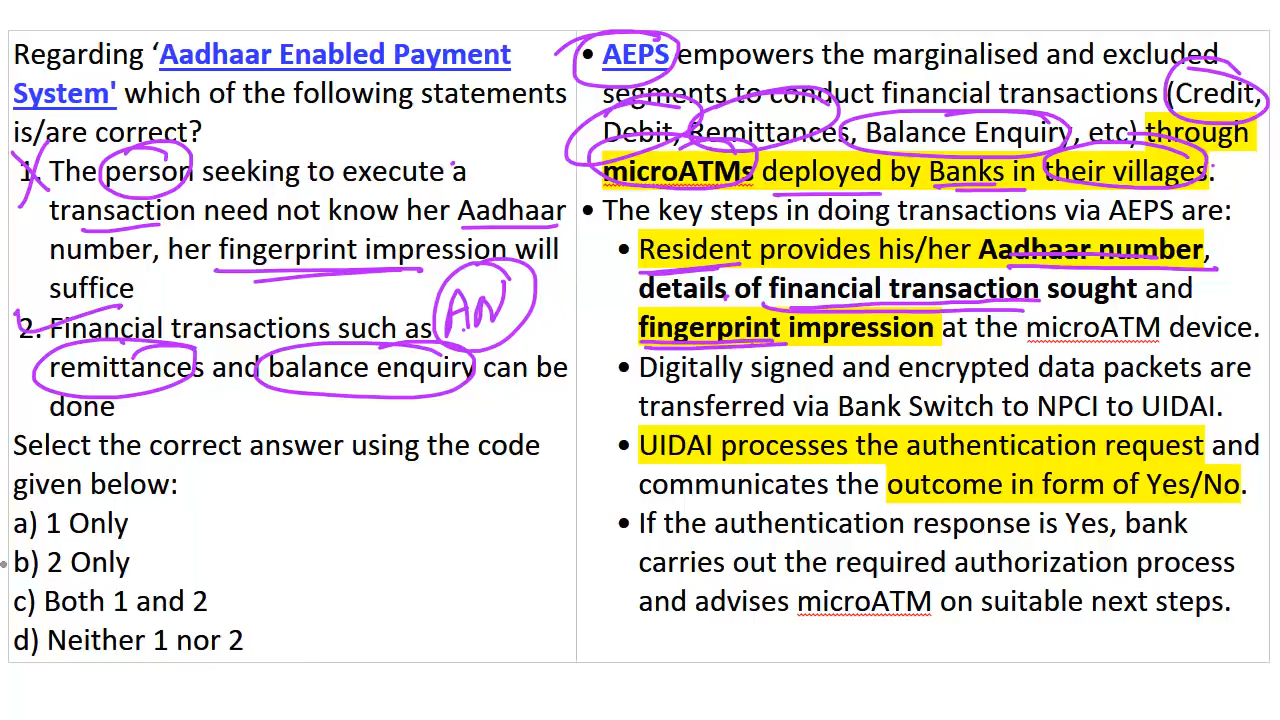 Regarding ‘Aadhaar Enabled Payment
System' which of the following statements
is/are correct?
1. The person seeking to execute a
transaction need not know her Aadhaar
number, her fingerprint impression will
suffice
2. Financial transactions such as
AN
remittances and balance enquiry can be
done
Select the correct answer using the code
given below:
a) 1 Only
b) 2 Only
c) Both 1 and 2
d) Neither 1 nor 2
• AEPS empowers the marginalised and excluded
segments to conduct financial transactions (Credit,
Debit, Remittances, Balance Enquiry, etc) through
microATMs deployed by Banks in their villages.
• The key steps in doing transactions via AEPS are:
• Resident provides his/her Aadhaar number,
details of financial transaction sought and
fingerprint impression at the microATM device.
• Digitally signed and encrypted data packets are
transferred via Bank Switch to NPCI to UIDAI.
• UIDAI processes the authentication request and
communicates the outcome in form of Yes/No.
• If the authentication response is Yes, bank
carries out the required authorization process
and advises microATM on suitable next steps.